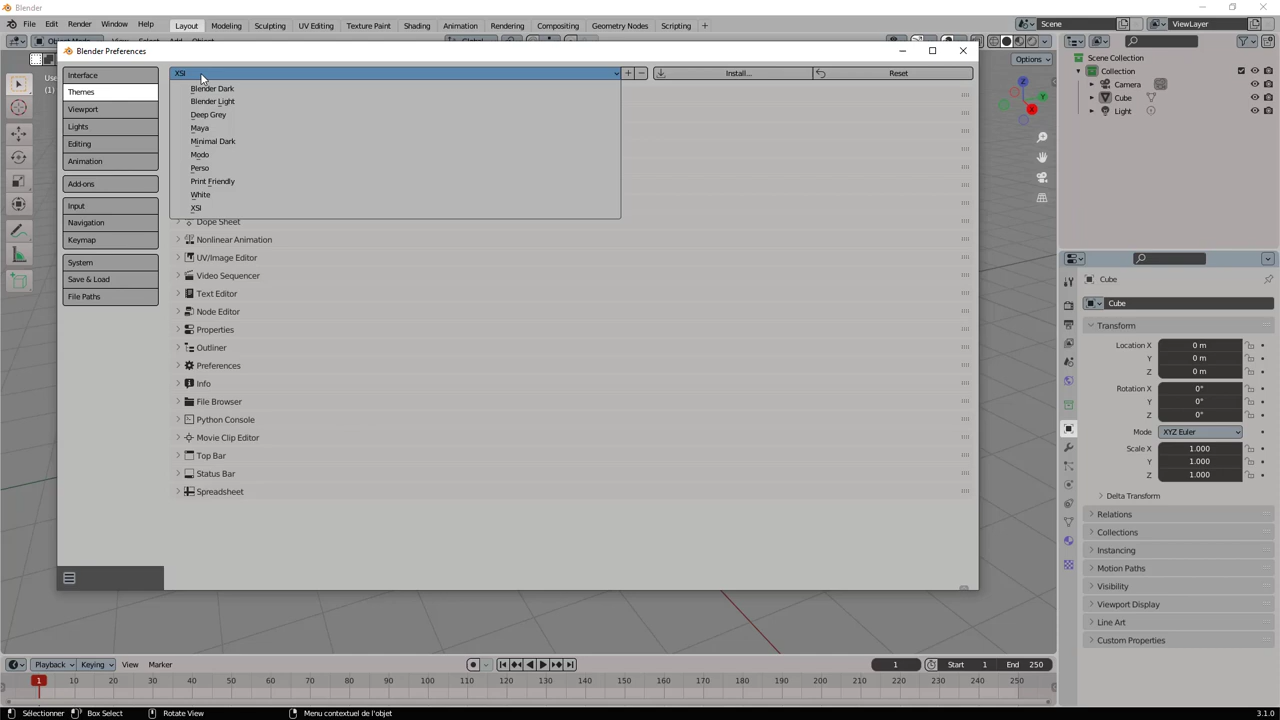 Blender
File Edit Render Window Help Layout Modeling Sculpting UV Editing Texture Paint Shading Animation Rendering Compositing Geometry Nodes Scripting + Scene ViewLayer
Blender Preferences
Options
Interface
Themes
Viewport
Lights
Editing
Animation
Add-ons
Input
Navigation
Keymap
System
Save & Load
File Paths
XSI + − Install... Reset
Blender Dark
Blender Light
Deep Grey
Maya
Minimal Dark
Modo
Perso
Print Friendly
White
XSI
Dope Sheet
Nonlinear Animation
UV/Image Editor
Video Sequencer
Text Editor
Node Editor
Properties
Outliner
Preferences
Info
File Browser
Python Console
Movie Clip Editor
Top Bar
Status Bar
Spreadsheet
Z
Y
X
Scene Collection
Collection
Camera
Cube
Light
Cube
Cube
Transform
Location X 0 m
Y 0 m
Z 0 m
Rotation X 0°
Y 0°
Z 0°
Mode XYZ Euler
Scale X 1.000
Y 1.000
Z 1.000
Delta Transform
Relations
Collections
Instancing
Motion Paths
Visibility
Viewport Display
Line Art
Custom Properties
Playback Keying View Marker 1 Start 1 End 250
1 10 20 30 40 50 60 70 80 90 100 110 120 130 140 150 160 170 180 190 200 210 220 230 240 250
Sélectionner Box Select Rotate View Menu contextuel de l'objet 3.1.0